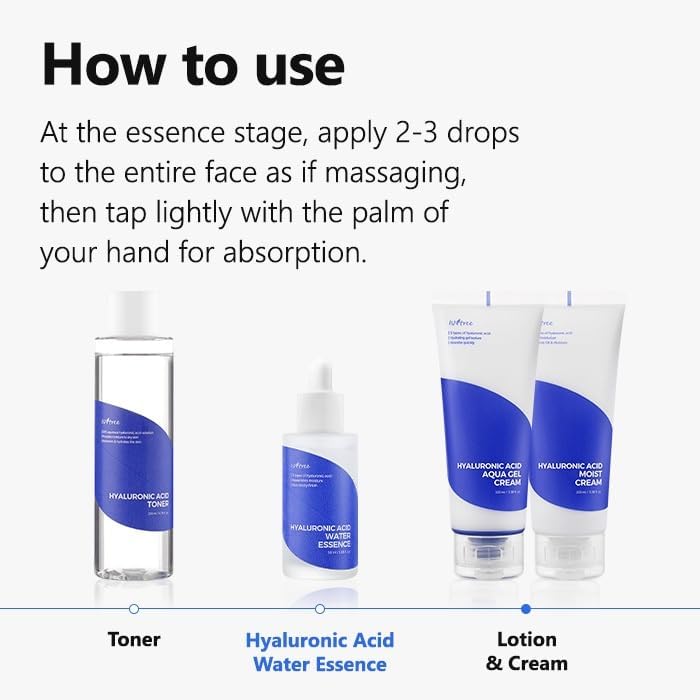 How to use
At the essence stage, apply 2-3 drops
to the entire face as if massaging,
then tap lightly with the palm of
your hand for absorption.
HYALURONIC ACID
TONER
HYALURONIC ACID
WATER
ESSENCE
HYALURONIC ACID
AQUA GEL
CREAM
HYALURONIC ACID
MOIST
CREAM
Toner
Hyaluronic Acid
Water Essence
Lotion
& Cream